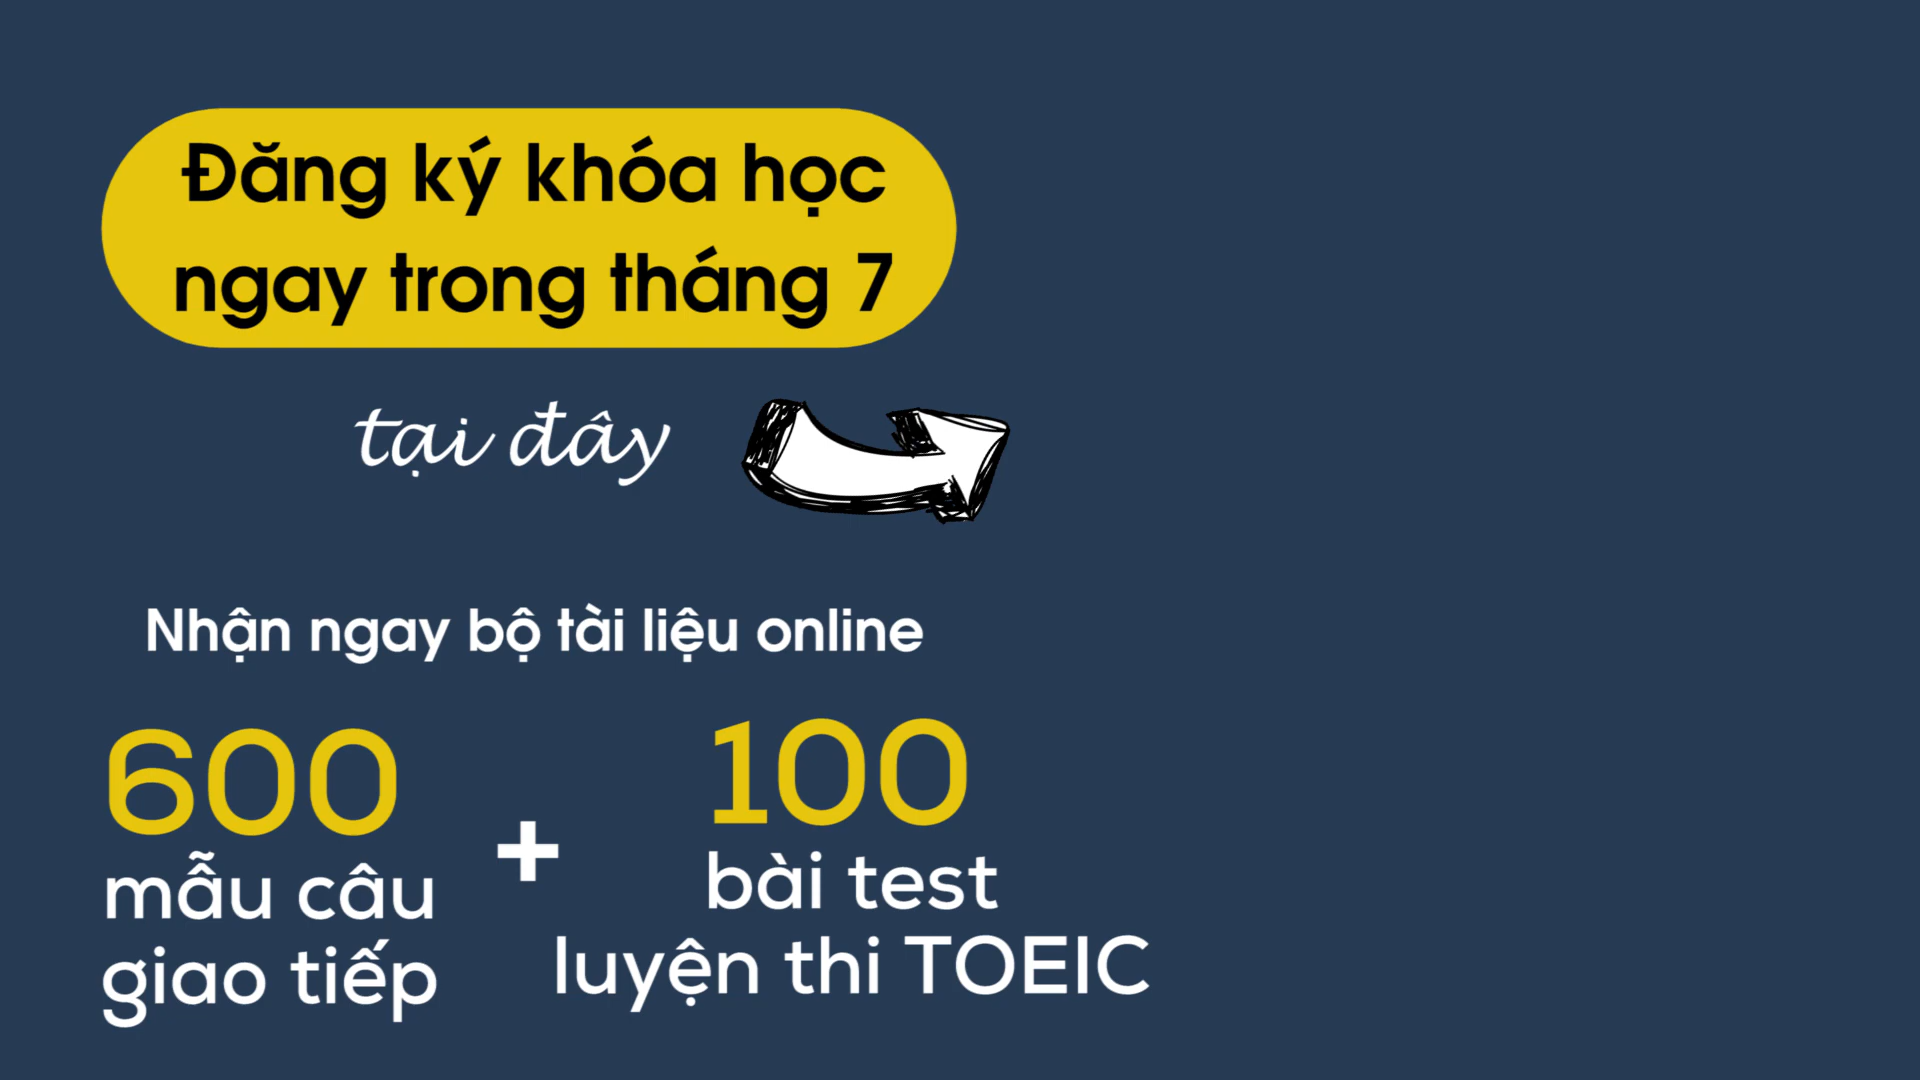 Đăng ký khóa học
ngay trong tháng 7
tại đây
Nhận ngay bộ tài liệu online
600
mẫu câu
giao tiếp
+
100
bài test
luyện thi TOEIC